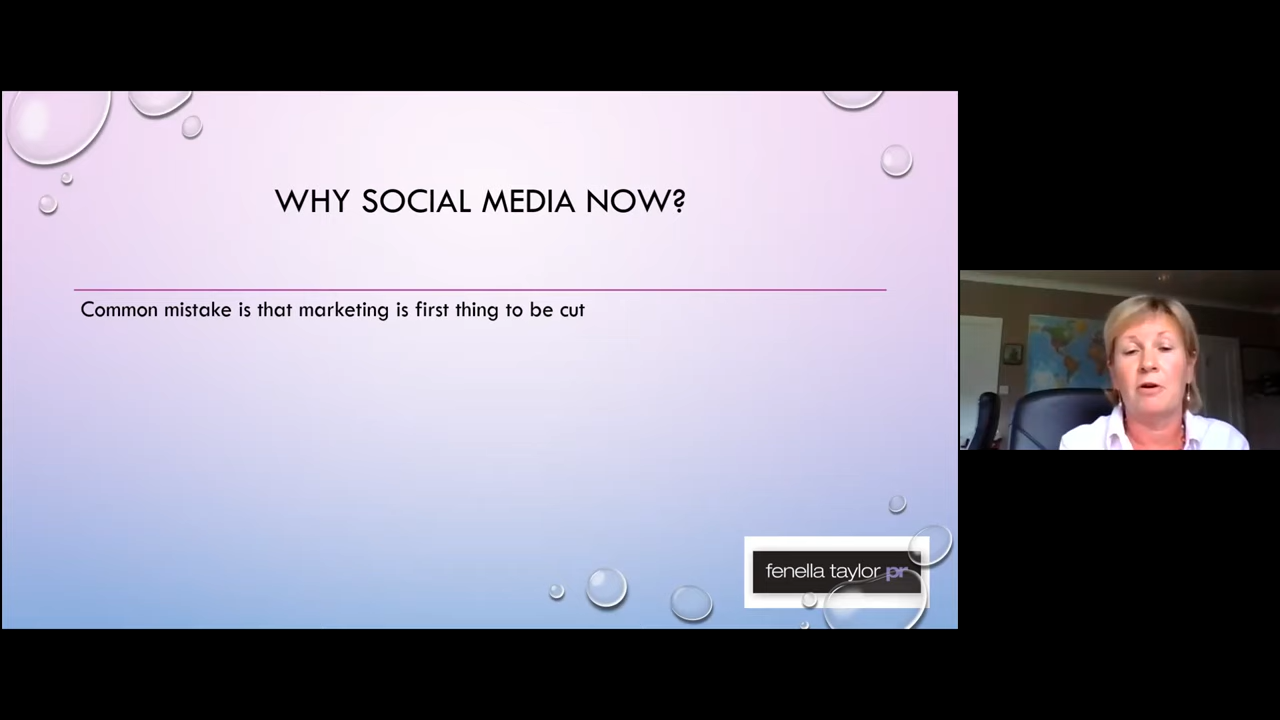 WHY SOCIAL MEDIA NOW?
Common mistake is that marketing is first thing to be cut
fenella taylor pr